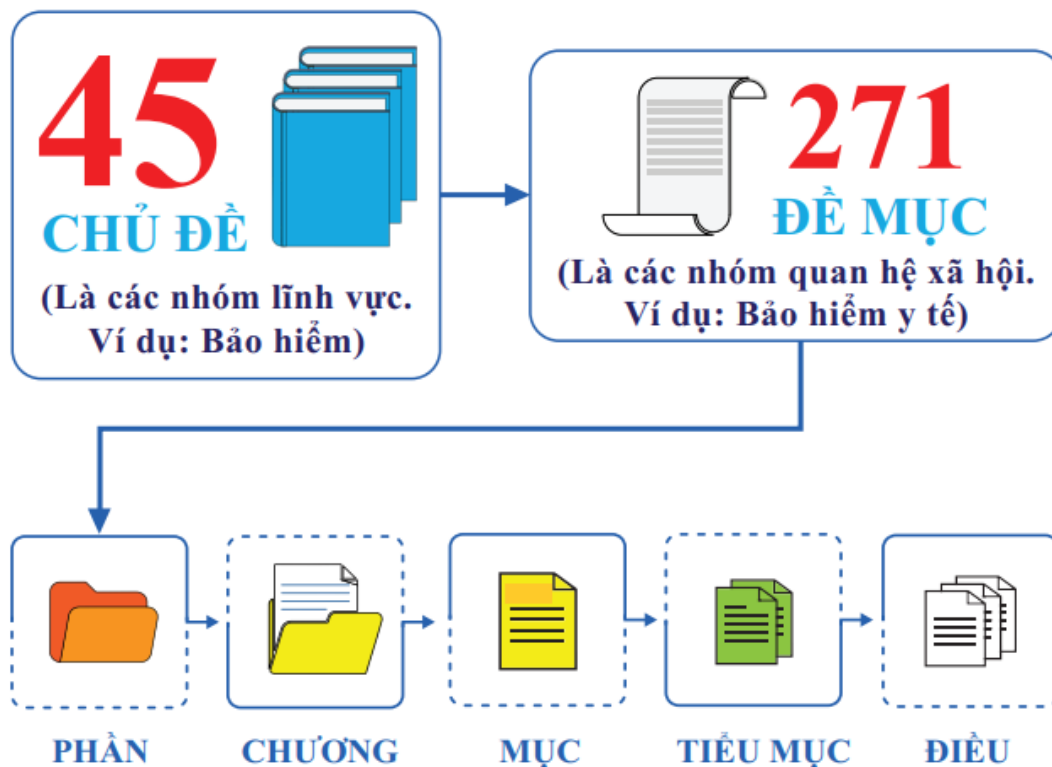 45
CHỦ ĐỀ
(Là các nhóm lĩnh vực.
Ví dụ: Bảo hiểm)
271
ĐỀ MỤC
(Là các nhóm quan hệ xã hội.
Ví dụ: Bảo hiểm y tế)
PHẦN
CHƯƠNG
MỤC
TIỂU MỤC
ĐIỀU